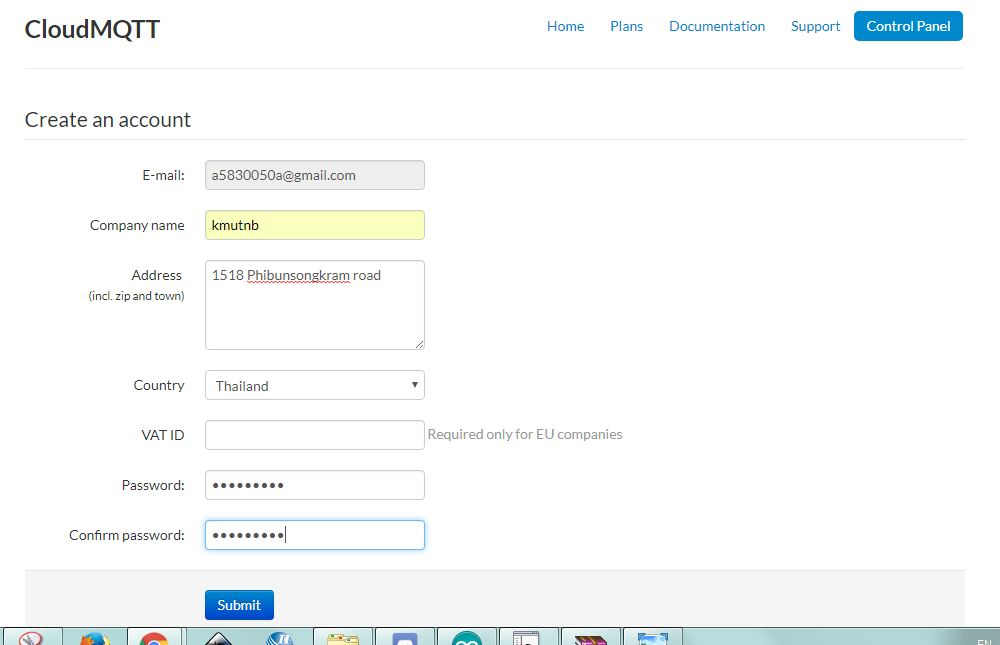 CloudMQTT
Home Plans Documentation Support Control Panel
Create an account
E-mail: a5830050a@gmail.com
Company name kmutnb
Address 1518 Phibunsongkram road
(incl. zip and town)
Country Thailand
VAT ID Required only for EU companies
Password: •••••••••
Confirm password: •••••••••
Submit
EN